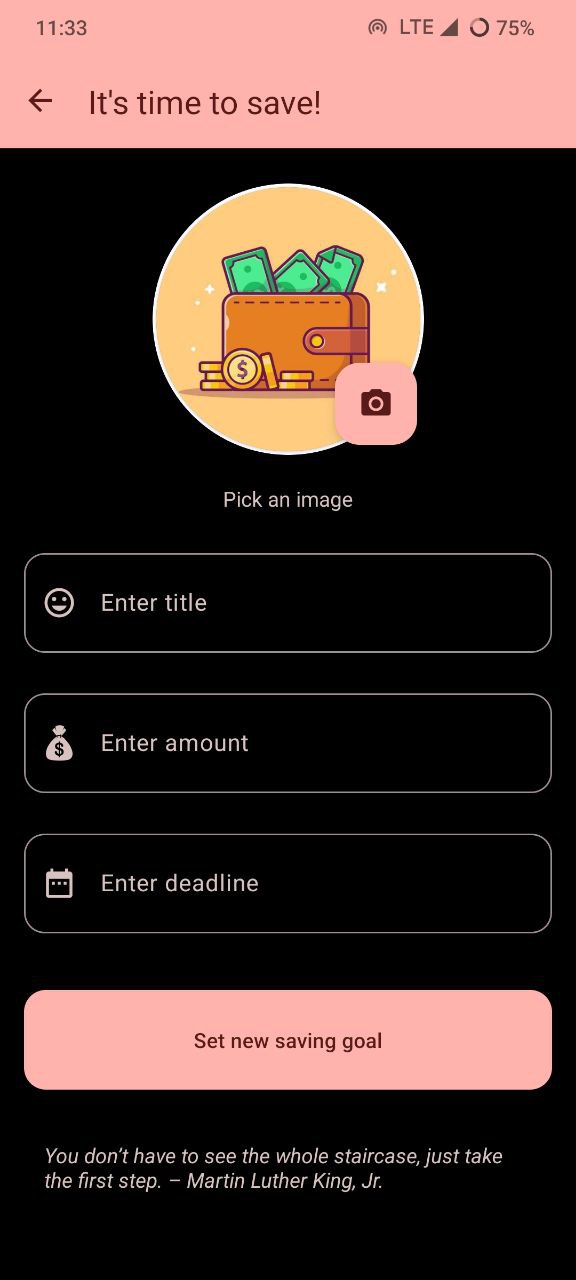 11:33 LTE 75%
It's time to save!
$
Pick an image
Enter title
$
Enter amount
Enter deadline
Set new saving goal
You don’t have to see the whole staircase, just take
the first step. – Martin Luther King, Jr.